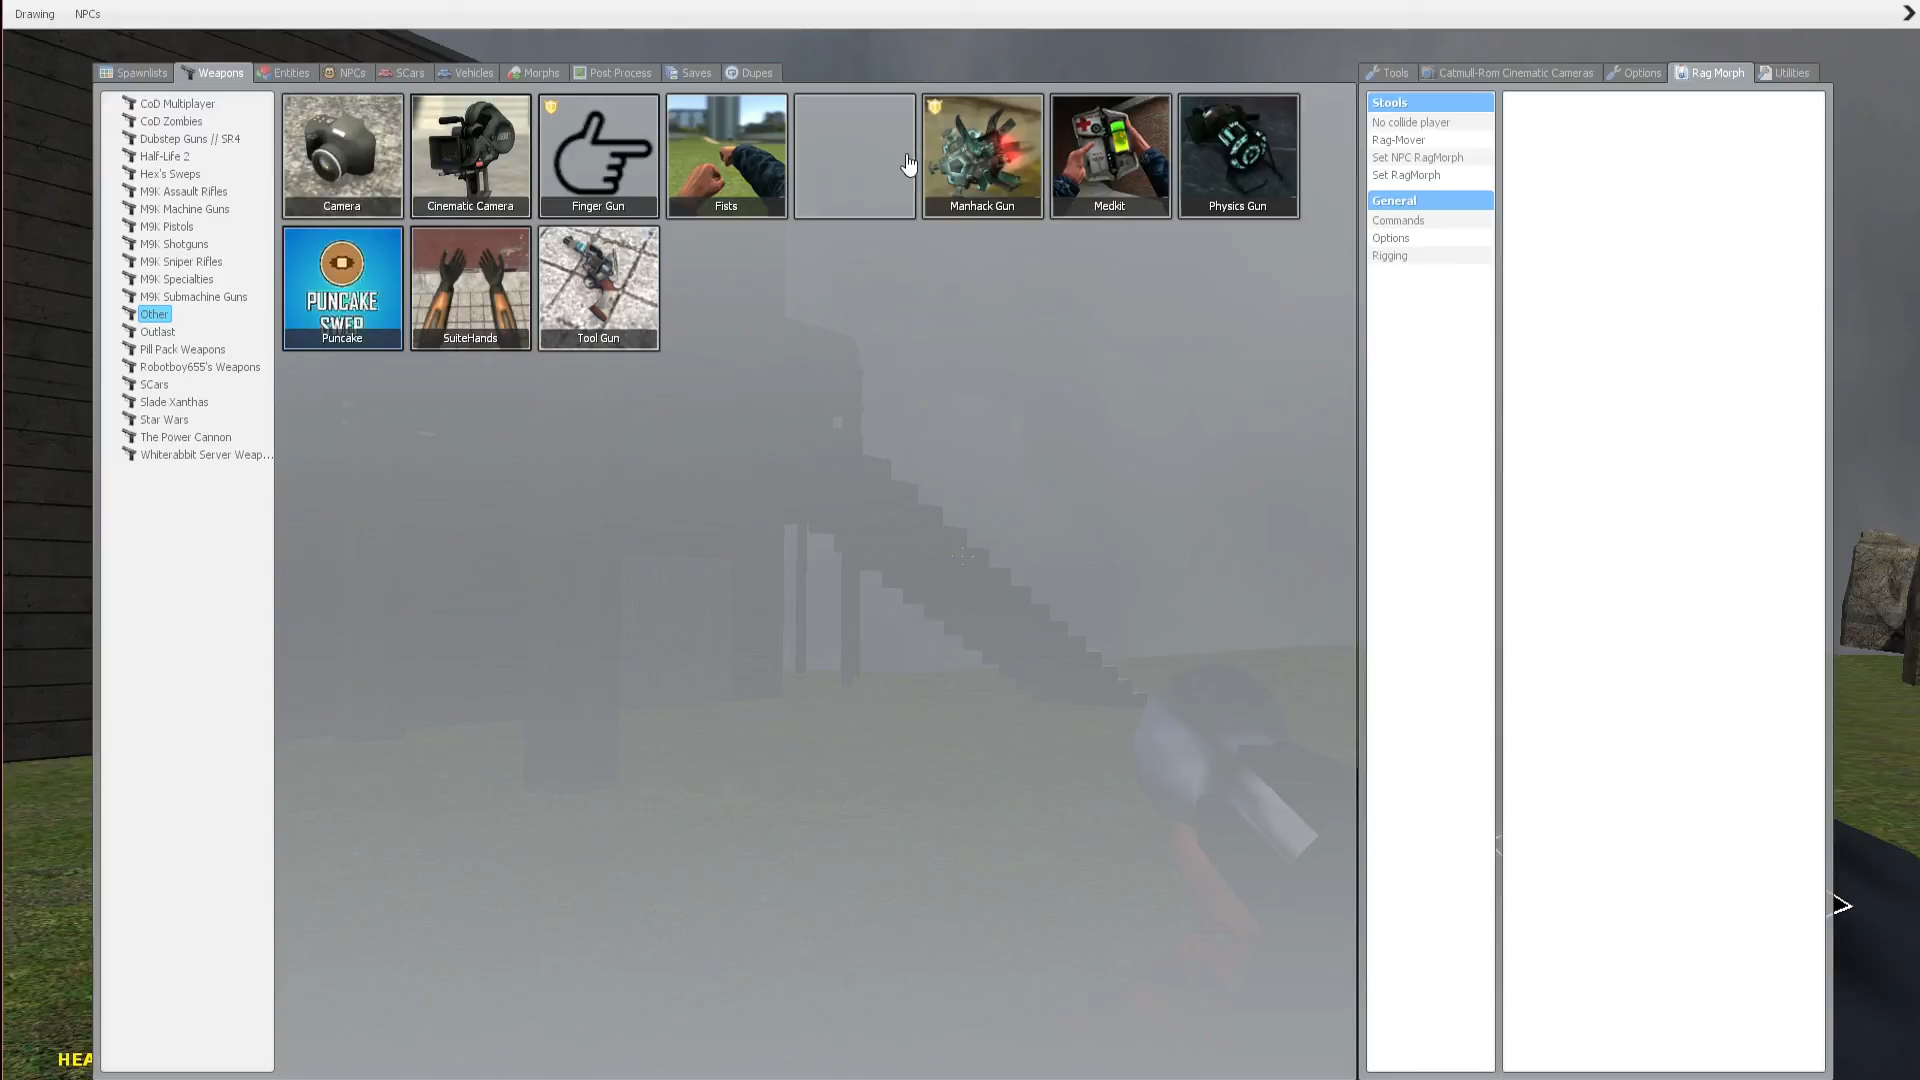 Drawing NPCs
Spawnlists Weapons Entities NPCs SCars Vehicles Morphs Post Process Saves Dupes
Tools Catmull-Rom Cinematic Cameras Options Rag Morph Utilities
CoD Multiplayer
CoD Zombies
Dubstep Guns // SR4
Half-Life 2
Hex's Sweps
M9K Assault Rifles
M9K Machine Guns
M9K Pistols
M9K Shotguns
M9K Sniper Rifles
M9K Specialties
M9K Submachine Guns
Other
Outlast
Pill Pack Weapons
Robotboy655's Weapons
SCars
Slade Xanthas
Star Wars
The Power Cannon
Whiterabbit Server Weap...
Camera
Cinematic Camera
Finger Gun
Fists
Manhack Gun
Medkit
Physics Gun
PUNCAKE
SWEP
Puncake
SuiteHands
Tool Gun
Stools
No collide player
Rag-Mover
Set NPC RagMorph
Set RagMorph
General
Commands
Options
Rigging
HEA